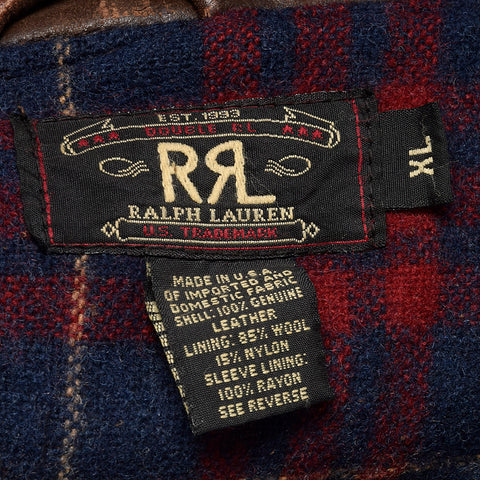 EST. 1993
DOUBLE RL
RRL
RALPH LAUREN
U.S. TRADEMARK
XL
MADE IN U.S.A
OF IMPORTED AND
DOMESTIC FABRIC
SHELL: 100% GENUINE
LEATHER
LINING: 85% WOOL
15% NYLON
SLEEVE LINING:
100% RAYON
SEE REVERSE